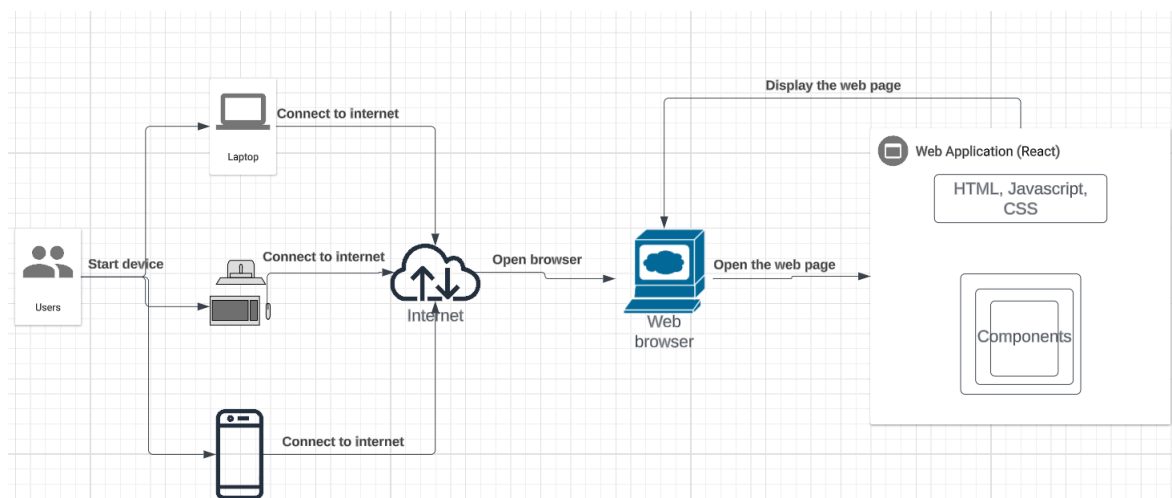 Display the web page
Connect to internet
Laptop
Web Application (React)
HTML, Javascript,
CSS
Users
Start device
Connect to internet
Internet
Open browser
Web
browser
Open the web page
Components
Connect to internet